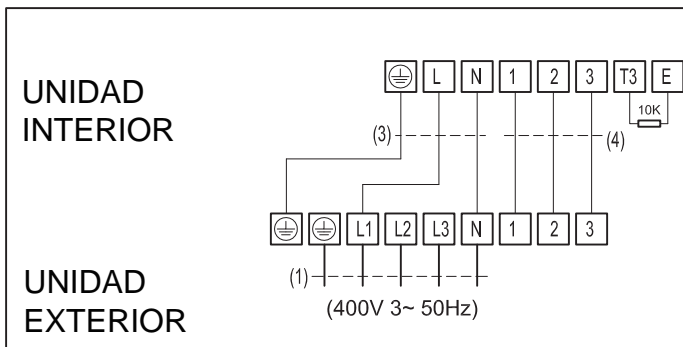 UNIDAD
INTERIOR
L N 1 2 3 T3 E
10K
(3)
(4)
L1 L2 L3 N 1 2 3
(1)
(400V 3~ 50Hz)
UNIDAD
EXTERIOR